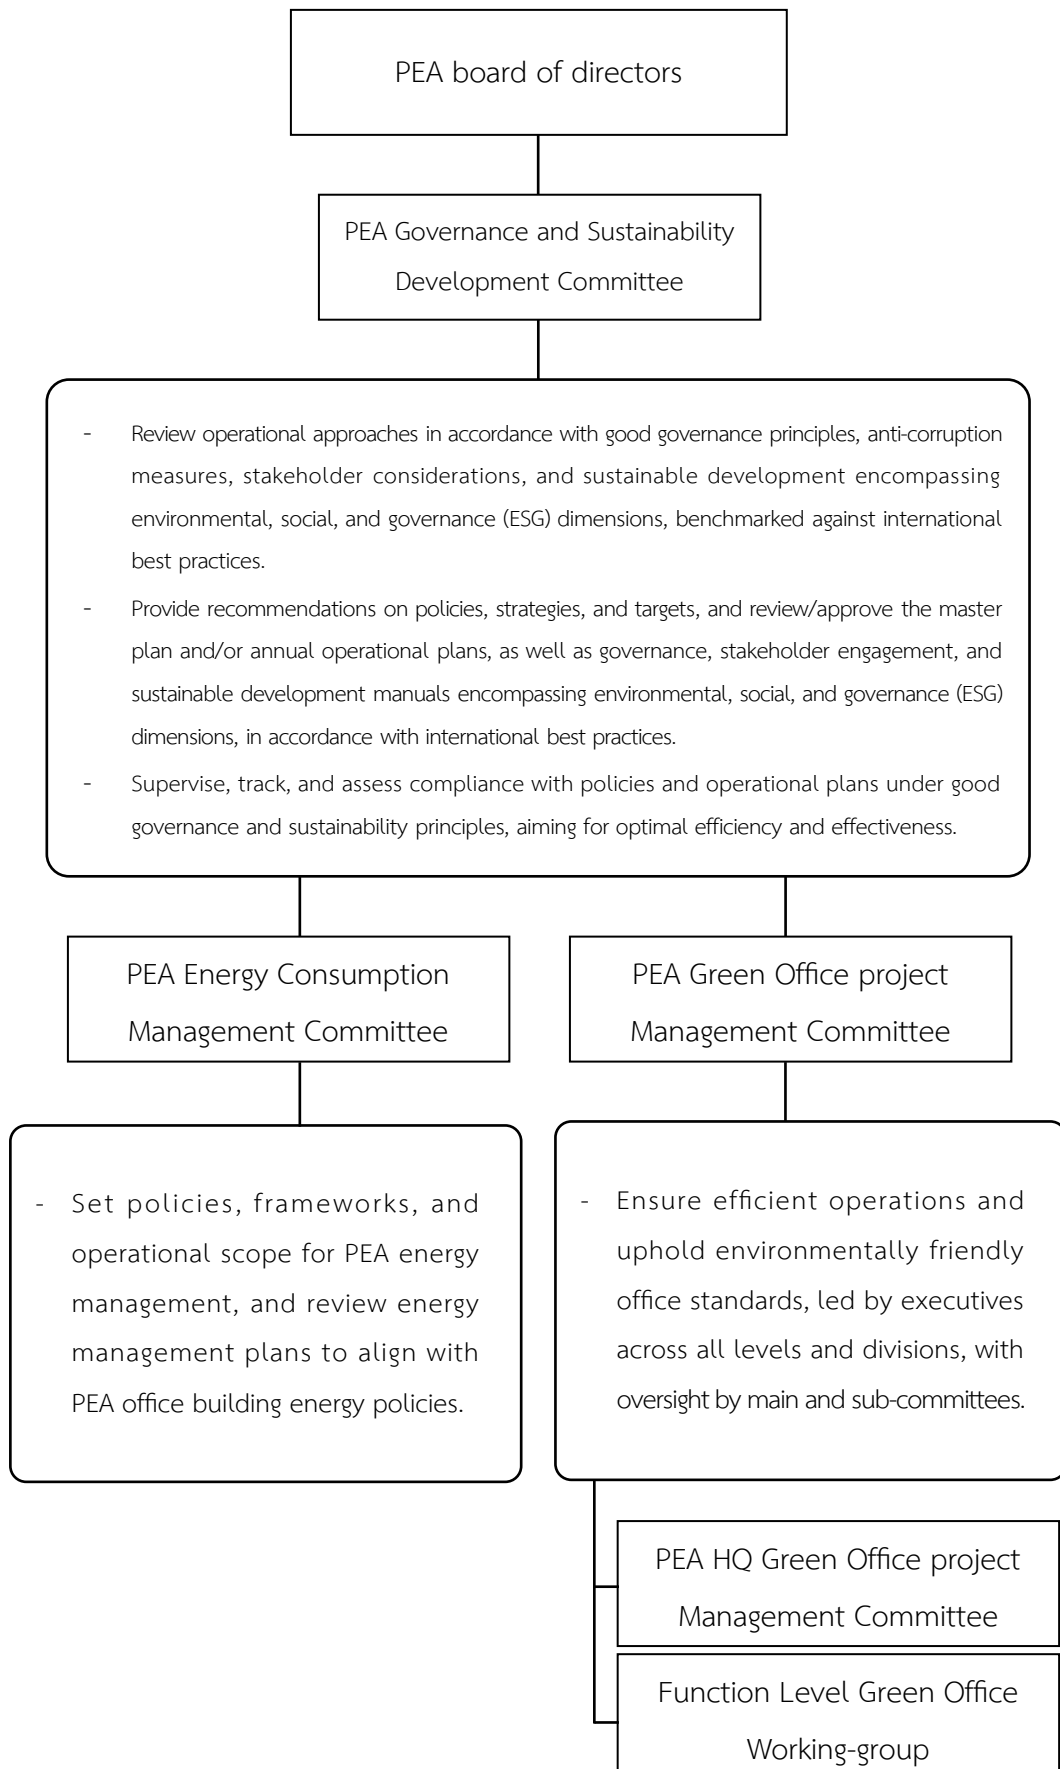 PEA board of directors
PEA Governance and Sustainability
Development Committee
- Review operational approaches in accordance with good governance principles, anti-corruption
measures, stakeholder considerations, and sustainable development encompassing
environmental, social, and governance (ESG) dimensions, benchmarked against international
best practices.
- Provide recommendations on policies, strategies, and targets, and review/approve the master
plan and/or annual operational plans, as well as governance, stakeholder engagement, and
sustainable development manuals encompassing environmental, social, and governance (ESG)
dimensions, in accordance with international best practices.
- Supervise, track, and assess compliance with policies and operational plans under good
governance and sustainability principles, aiming for optimal efficiency and effectiveness.
PEA Energy Consumption
Management Committee
- Set policies, frameworks, and
operational scope for PEA energy
management, and review energy
management plans to align with
PEA office building energy policies.
PEA Green Office project
Management Committee
- Ensure efficient operations and
uphold environmentally friendly
office standards, led by executives
across all levels and divisions, with
oversight by main and sub-committees.
PEA HQ Green Office project
Management Committee
Function Level Green Office
Working-group